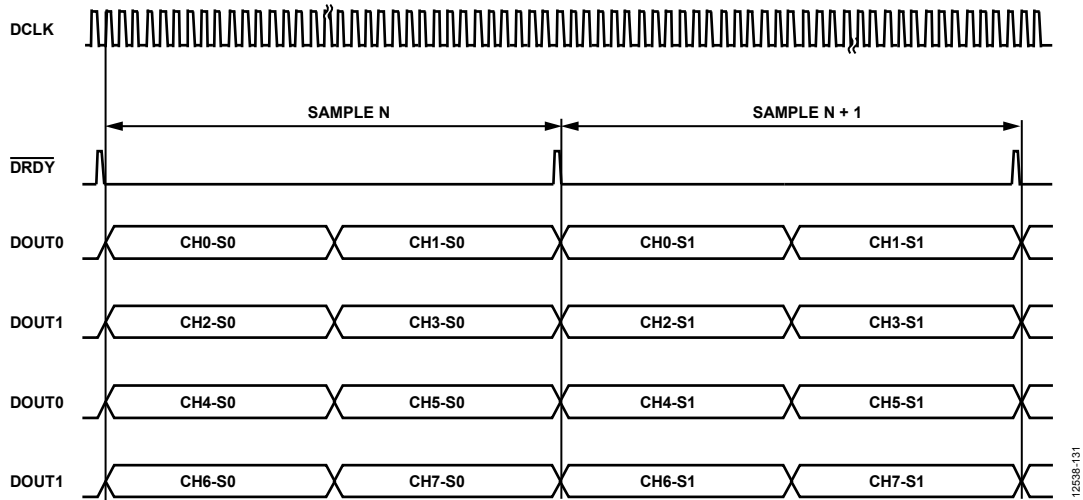 DCLK
SAMPLE N SAMPLE N + 1
DRDY
DOUT0 CH0-S0 CH1-S0 CH0-S1 CH1-S1
DOUT1 CH2-S0 CH3-S0 CH2-S1 CH3-S1
DOUT0 CH4-S0 CH5-S0 CH4-S1 CH5-S1
DOUT1 CH6-S0 CH7-S0 CH6-S1 CH7-S1
12538-131